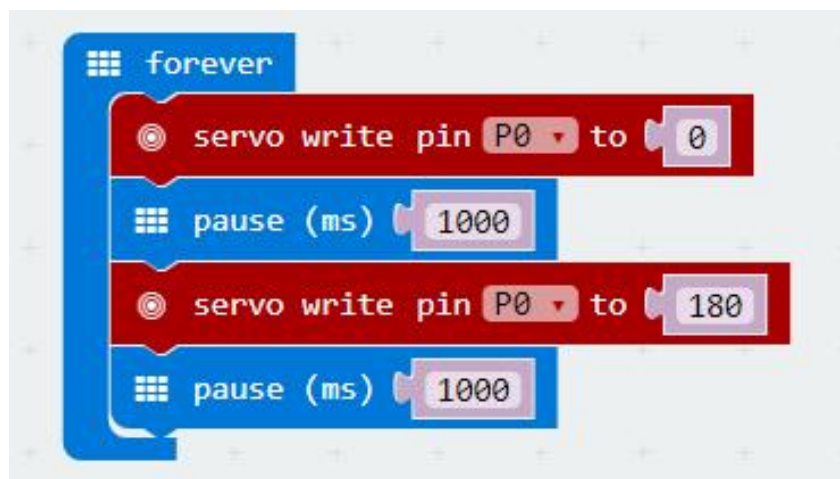 forever
servo write pin P0 to 0
pause (ms) 1000
servo write pin P0 to 180
pause (ms) 1000